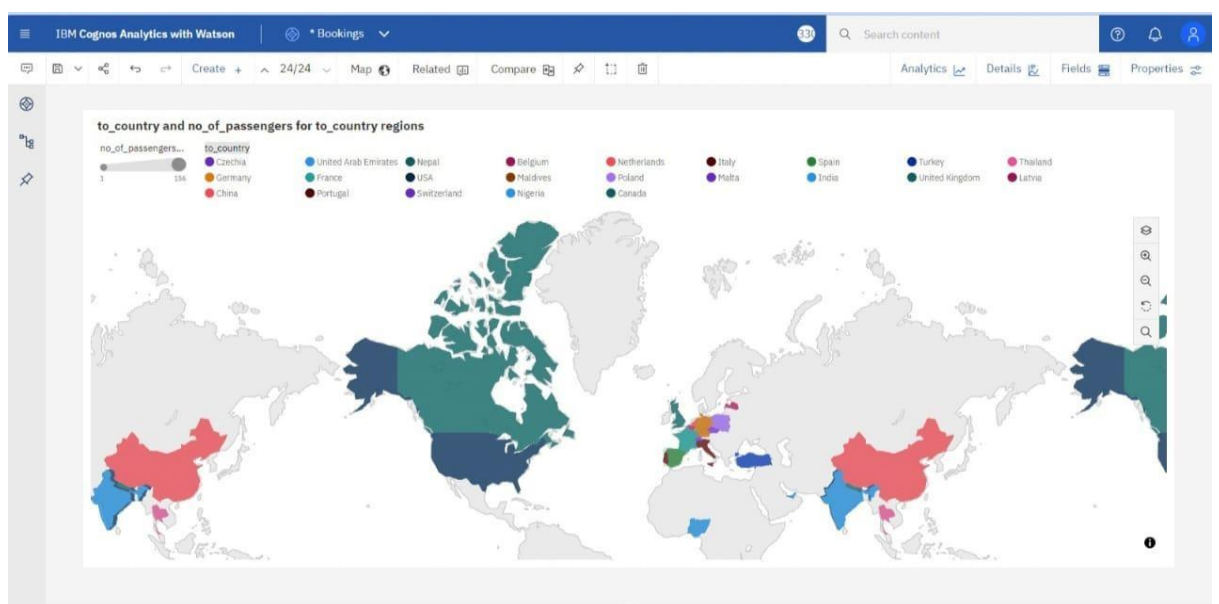 IBM Cognos Analytics with Watson
* Bookings
Search content
Create +
24/24
Map
Related
Compare
Analytics
Details
Fields
Properties
to_country and no_of_passengers for to_country regions
no_of_passengers...
1 156
to_country
Czechia United Arab Emirates Nepal Belgium Netherlands Italy Spain Turkey Thailand
Germany France USA Maldives Poland Malta India United Kingdom Latvia
China Portugal Switzerland Nigeria Canada